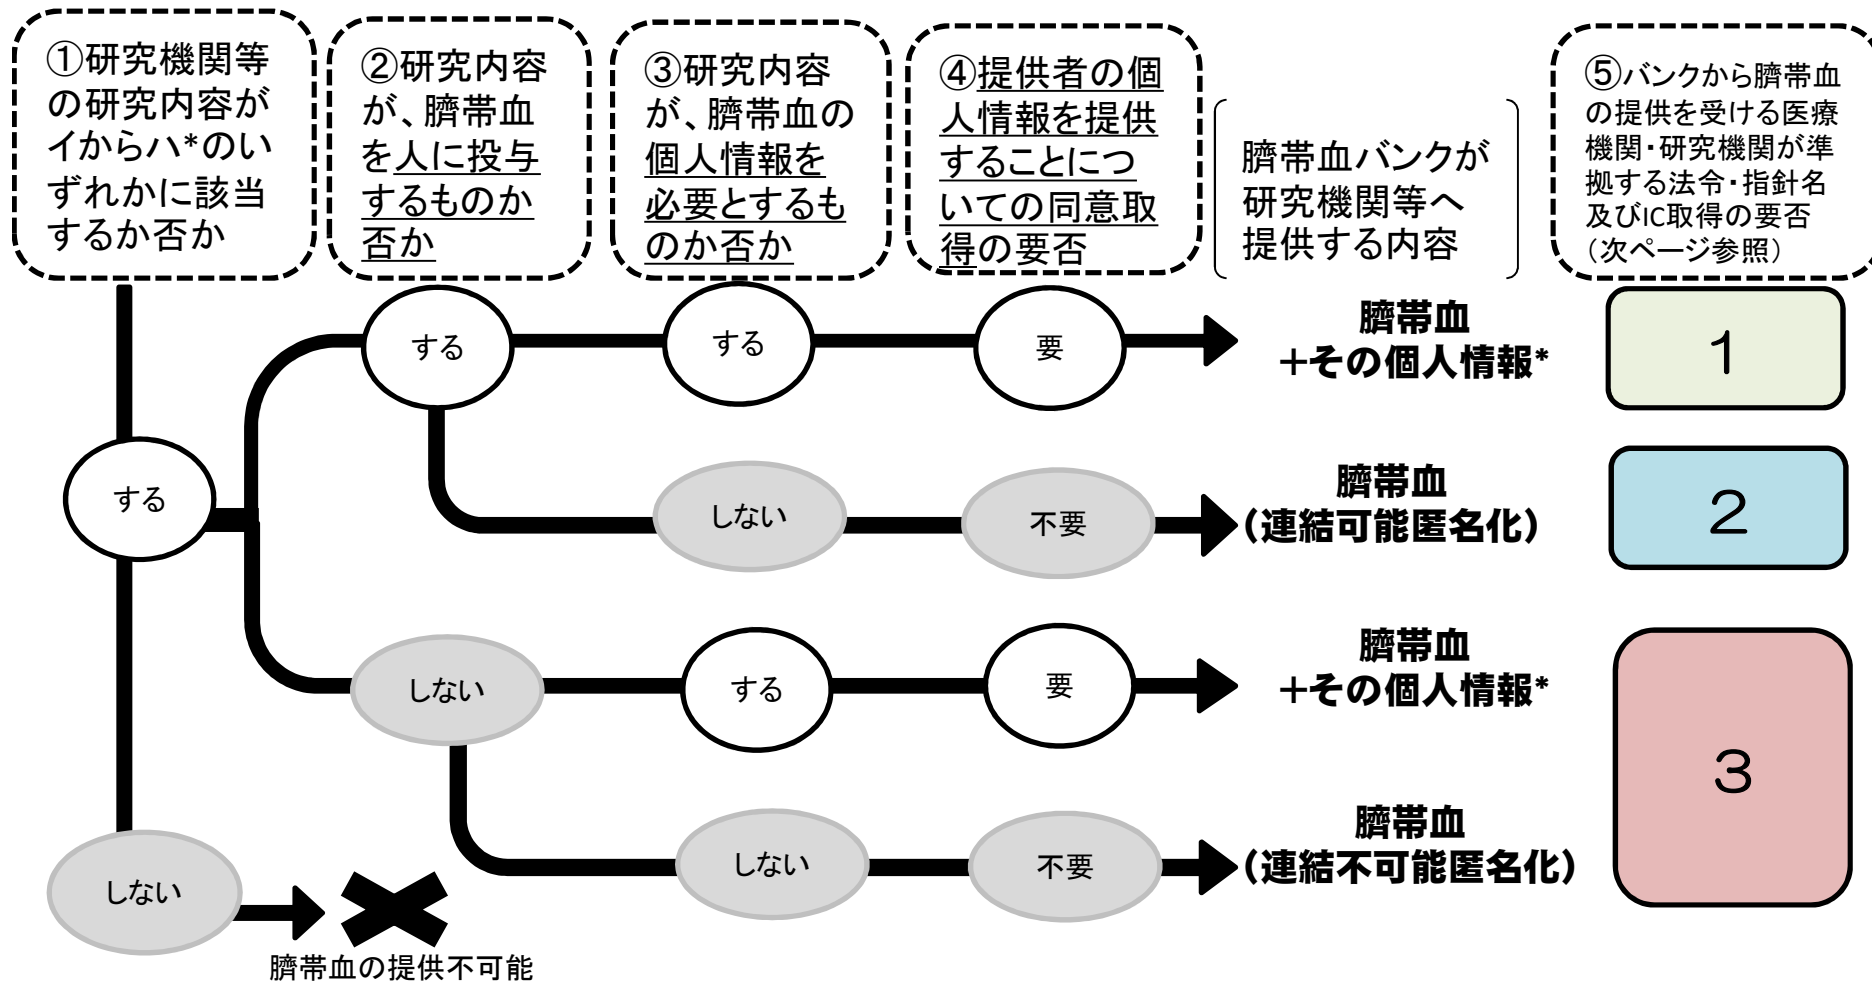 ①研究機関等
の研究内容が
イからハ*のい
ずれかに該当
するか否か
②研究内容
が、臍帯血
を人に投与
するものか
否か
③研究内容
が、臍帯血の
個人情報を
必要とするも
のか否か
④提供者の個
人情報を提供
することにつ
いての同意取
得の要否
臍帯血バンクが
研究機関等へ
提供する内容
⑤バンクから臍帯血
の提供を受ける医療
機関・研究機関が準
拠する法令・指針名
及びIC取得の要否
(次ページ参照)
する
する
要
臍帯血
+その個人情報*
1
する
しない
不要
臍帯血
(連結可能匿名化)
2
しない
する
要
臍帯血
+その個人情報*
3
しない
不要
臍帯血
(連結不可能匿名化)
しない
臍帯血の提供不可能